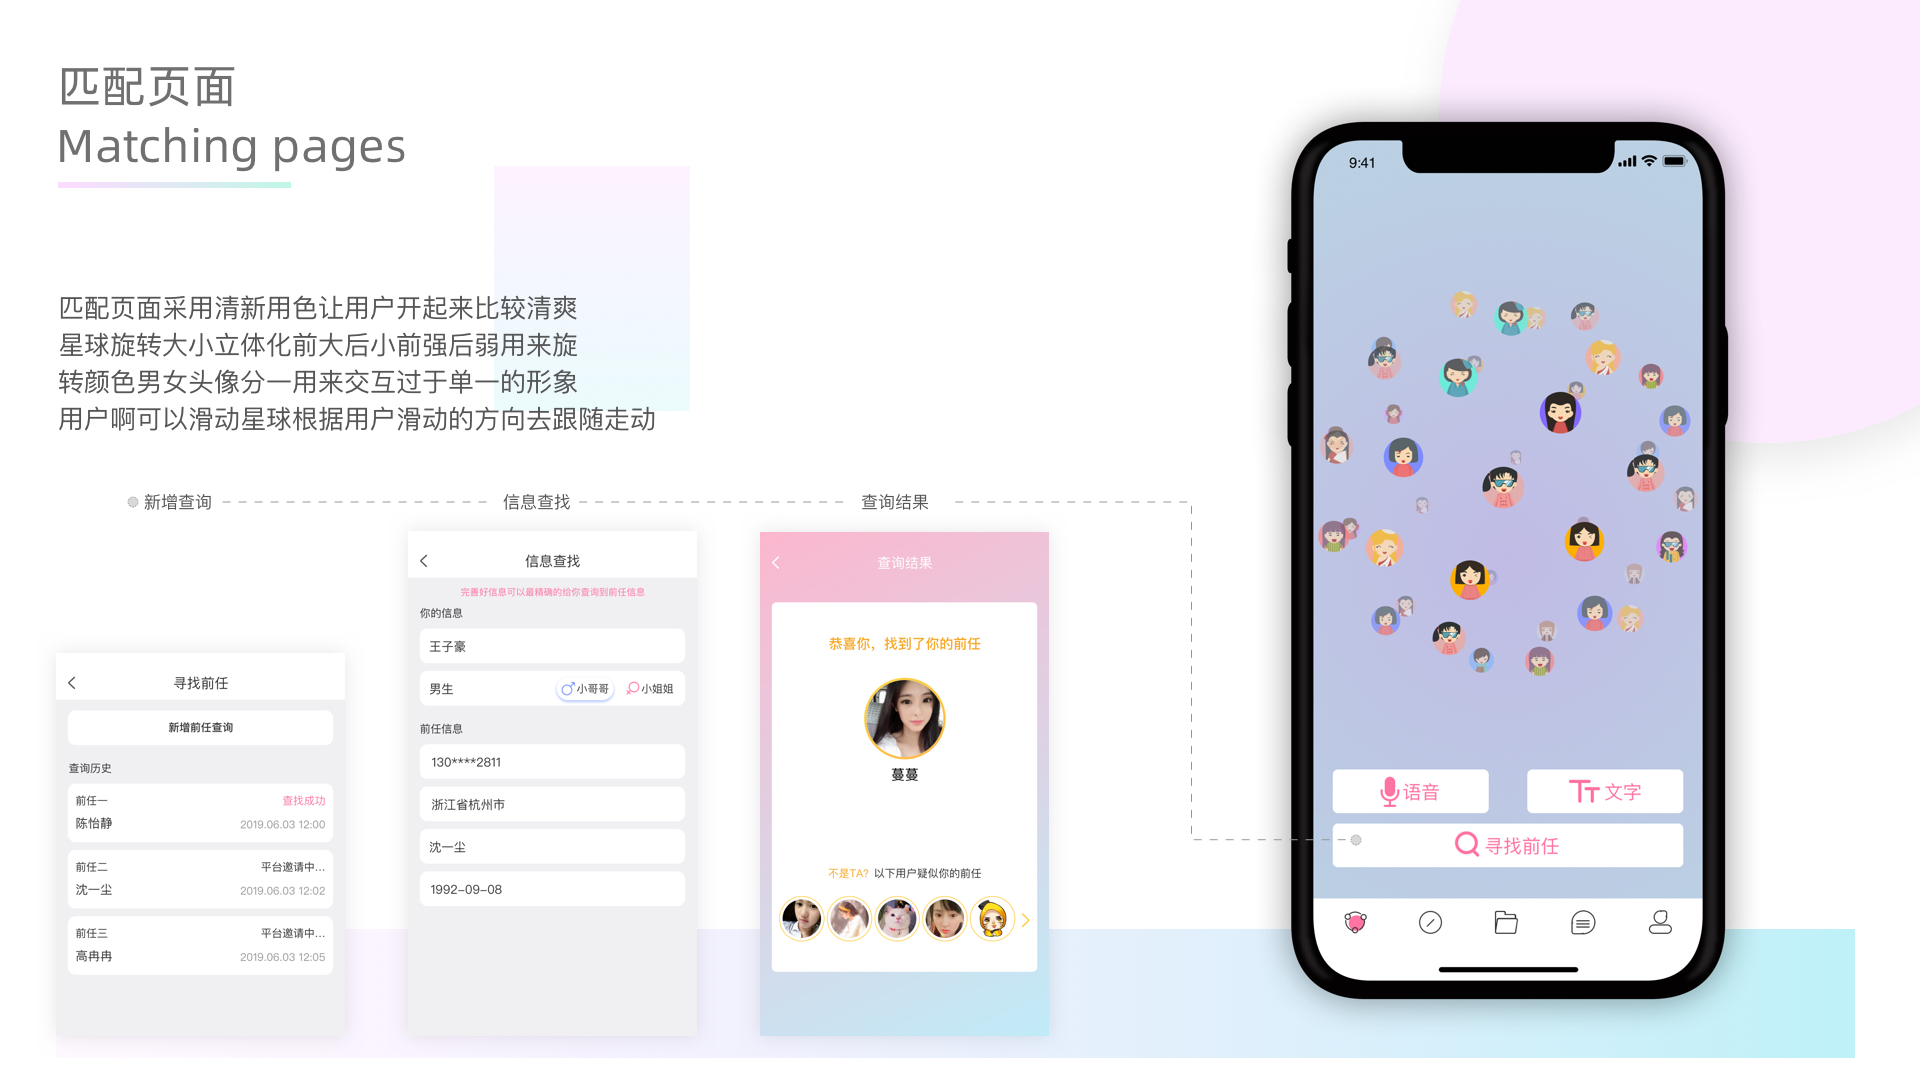 匹配页面
Matching pages
匹配页面采用清新用色让用户开起来比较清爽
星球旋转大小立体化前大后小前强后弱用来旋
转颜色男女头像分一用来交互过于单一的形象
用户啊可以滑动星球根据用户滑动的方向去跟随走动
新增查询
信息查找
查询结果
寻找前任
新增前任查询
查询历史
前任一
查找成功
陈怡静
2019.06.03 12:00
前任二
平台邀请中...
沈一尘
2019.06.03 12:02
前任三
平台邀请中...
高冉冉
2019.06.03 12:05
信息查找
完善好信息可以最精确的给你查询到前任信息
你的信息
王子豪
男生
小哥哥
小姐姐
前任信息
130****2811
浙江省杭州市
沈一尘
1992-09-08
查询结果
恭喜你，找到了你的前任
蔓蔓
不是TA? 以下用户疑似你的前任
9:41
语音
文字
寻找前任